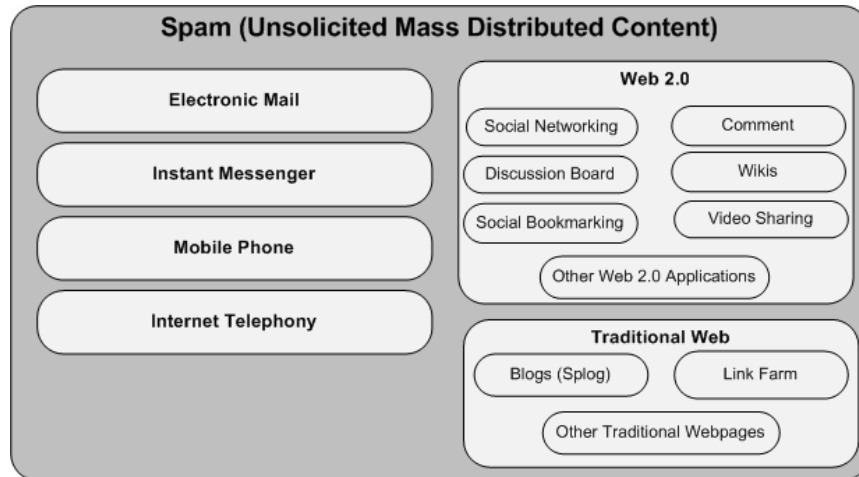 Spam (Unsolicited Mass Distributed Content)
Electronic Mail
Instant Messenger
Mobile Phone
Internet Telephony
Web 2.0
Social Networking
Comment
Discussion Board
Wikis
Social Bookmarking
Video Sharing
Other Web 2.0 Applications
Traditional Web
Blogs (Splog)
Link Farm
Other Traditional Webpages